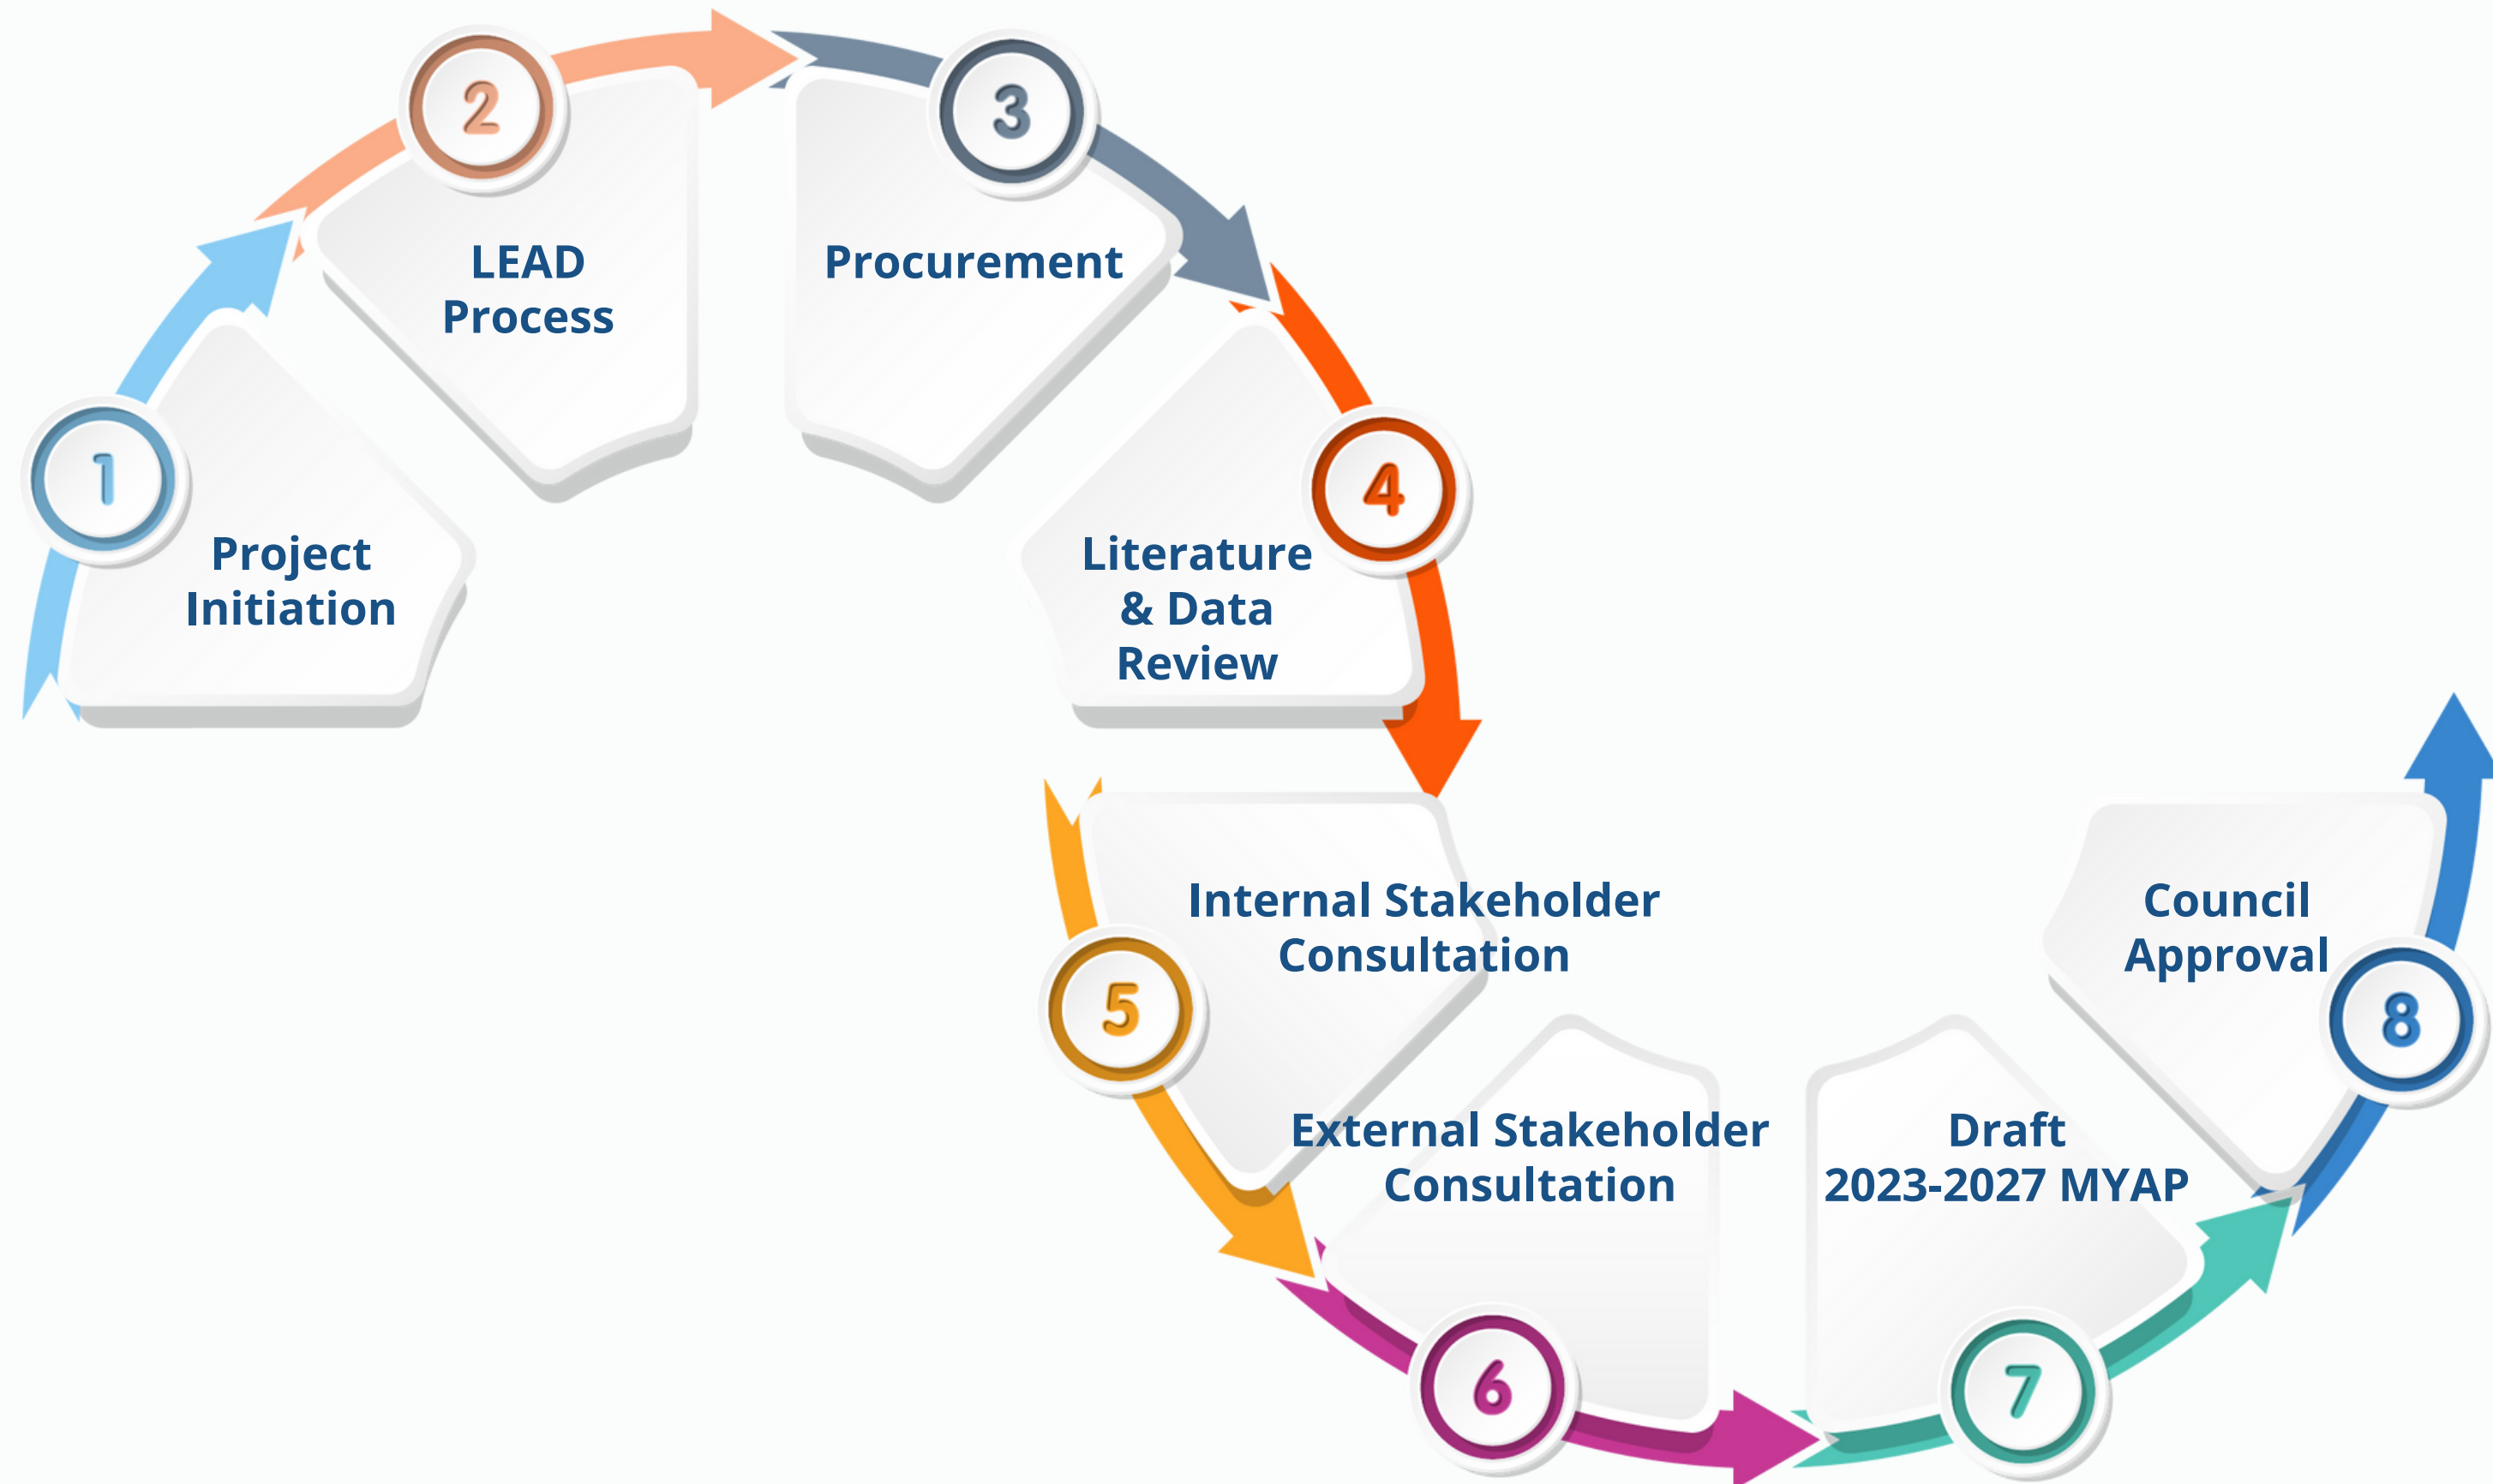 1
Project
Initiation
2
LEAD
Process
3
Procurement
4
Literature
& Data
Review
5
Internal Stakeholder
Consultation
6
External Stakeholder
Consultation
7
Draft
2023-2027 MYAP
8
Council
Approval